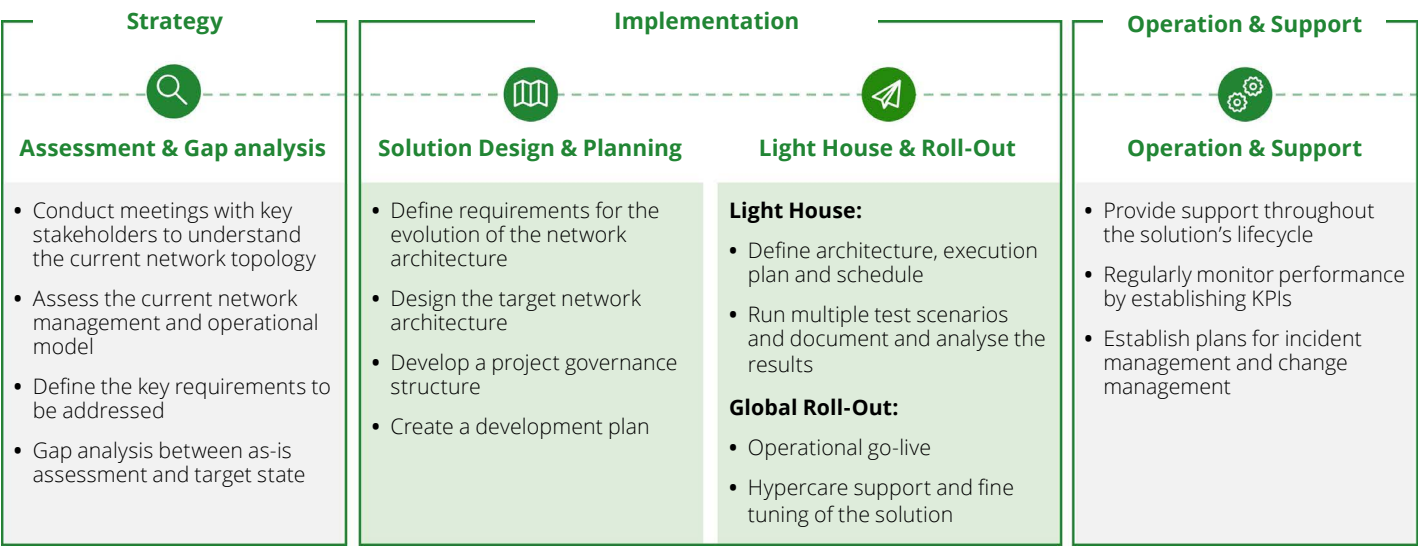 Strategy
Implementation
Operation & Support
Assessment & Gap analysis
• Conduct meetings with key
stakeholders to understand
the current network topology
• Assess the current network
management and operational
model
• Define the key requirements to
be addressed
• Gap analysis between as-is
assessment and target state
Solution Design & Planning
• Define requirements for the
evolution of the network
architecture
• Design the target network
architecture
• Develop a project governance
structure
• Create a development plan
Light House & Roll-Out
Light House:
• Define architecture, execution
plan and schedule
• Run multiple test scenarios
and document and analyse the
results
Global Roll-Out:
• Operational go-live
• Hypercare support and fine
tuning of the solution
Operation & Support
• Provide support throughout
the solution’s lifecycle
• Regularly monitor performance
by establishing KPIs
• Establish plans for incident
management and change
management